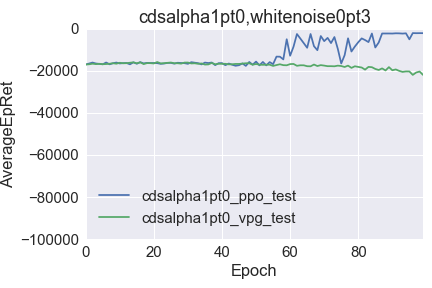 cdsalpha1pt0,whitenoise0pt3
0
−20000
−40000
−60000
−80000
−100000
AverageEpRet
cdsalpha1pt0_ppo_test
cdsalpha1pt0_vpg_test
0 20 40 60 80
Epoch